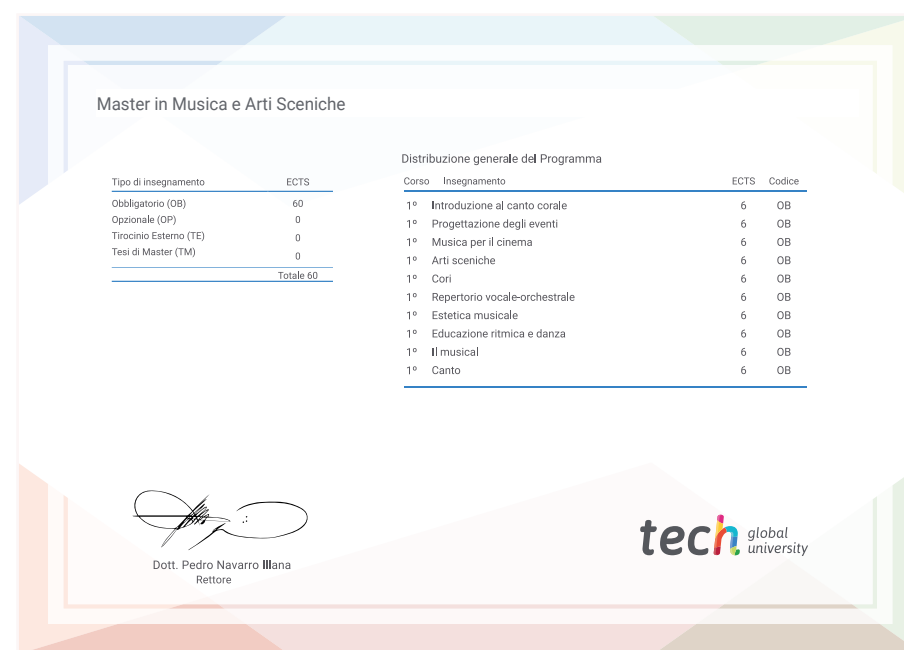 Master in Musica e Arti Sceniche
Tipo di insegnamento ECTS
Obbligatorio (OB) 60
Opzionale (OP) 0
Tirocinio Esterno (TE) 0
Tesi di Master (TM) 0
Totale 60
Distribuzione generale del Programma
Corso Insegnamento ECTS Codice
1º Introduzione al canto corale 6 OB
1º Progettazione degli eventi 6 OB
1º Musica per il cinema 6 OB
1º Arti sceniche 6 OB
1º Cori 6 OB
1º Repertorio vocale-orchestrale 6 OB
1º Estetica musicale 6 OB
1º Educazione ritmica e danza 6 OB
1º Il musical 6 OB
1º Canto 6 OB
Dott. Pedro Navarro Illana
Rettore
tech global
university